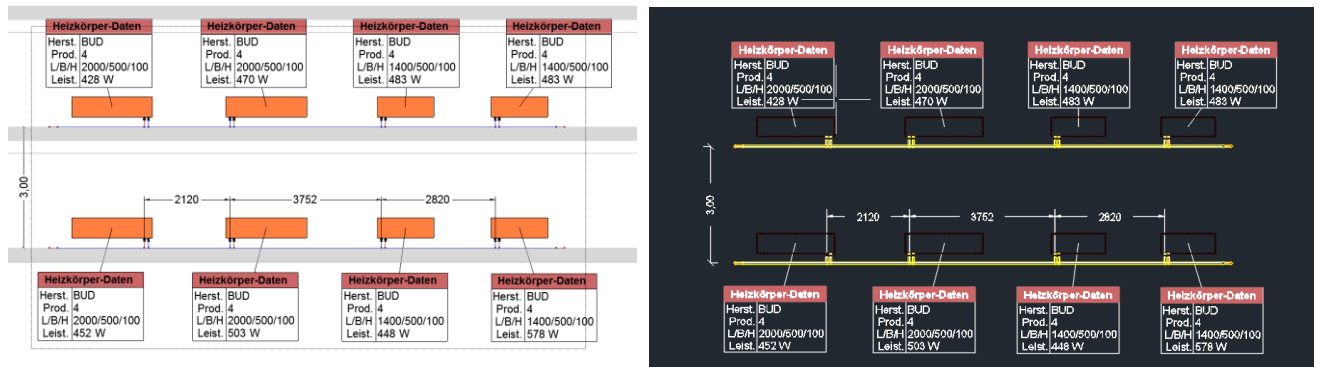 Heizkörper-Daten Heizkörper-Daten Heizkörper-Daten Heizkörper-Daten
Herst. BUD Herst. BUD Herst. BUD Herst. BUD
Prod. 4 Prod. 4 Prod. 4 Prod. 4
L/B/H 2000/500/100 L/B/H 2000/500/100 L/B/H 1400/500/100 L/B/H 1400/500/100
Leist. 428 W Leist. 470 W Leist. 483 W Leist. 483 W
3,00
2120 3752 2820
Heizkörper-Daten Heizkörper-Daten Heizkörper-Daten Heizkörper-Daten
Herst. BUD Herst. BUD Herst. BUD Herst. BUD
Prod. 4 Prod. 4 Prod. 4 Prod. 4
L/B/H 2000/500/100 L/B/H 2000/500/100 L/B/H 1400/500/100 L/B/H 1400/500/100
Leist. 452 W Leist. 503 W Leist. 448 W Leist. 578 W
Heizkörper-Daten Heizkörper-Daten Heizkörper-Daten Heizkörper-Daten
Herst. BUD Herst. BUD Herst. BUD Herst. BUD
Prod. 4 Prod. 4 Prod. 4 Prod. 4
L/B/H 2000/500/100 L/B/H 2000/500/100 L/B/H 1400/500/100 L/B/H 1400/500/100
Leist. 428 W Leist. 470 W Leist. 483 W Leist. 483 W
3,00
2120 3752 2820
Heizkörper-Daten Heizkörper-Daten Heizkörper-Daten Heizkörper-Daten
Herst. BUD Herst. BUD Herst. BUD Herst. BUD
Prod. 4 Prod. 4 Prod. 4 Prod. 4
L/B/H 2000/500/100 L/B/H 2000/500/100 L/B/H 1400/500/100 L/B/H 1400/500/100
Leist. 452 W Leist. 503 W Leist. 448 W Leist. 578 W